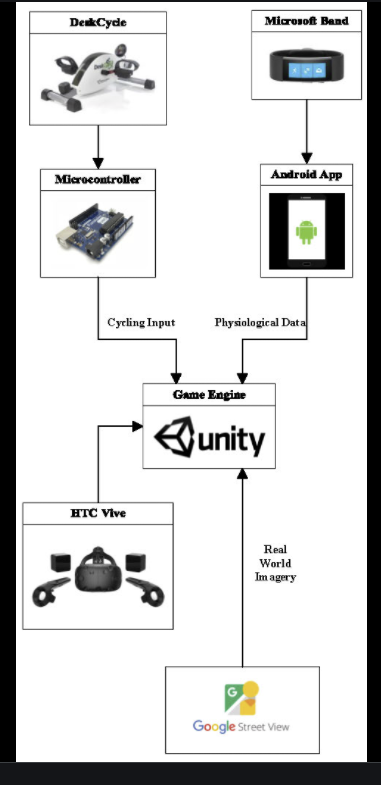 DeskCycle
Microsoft Band
Microcontroller
Android App
Cycling Input
Physiological Data
Game Engine
unity
HTC Vive
Real
World
Imagery
G
Google Street View